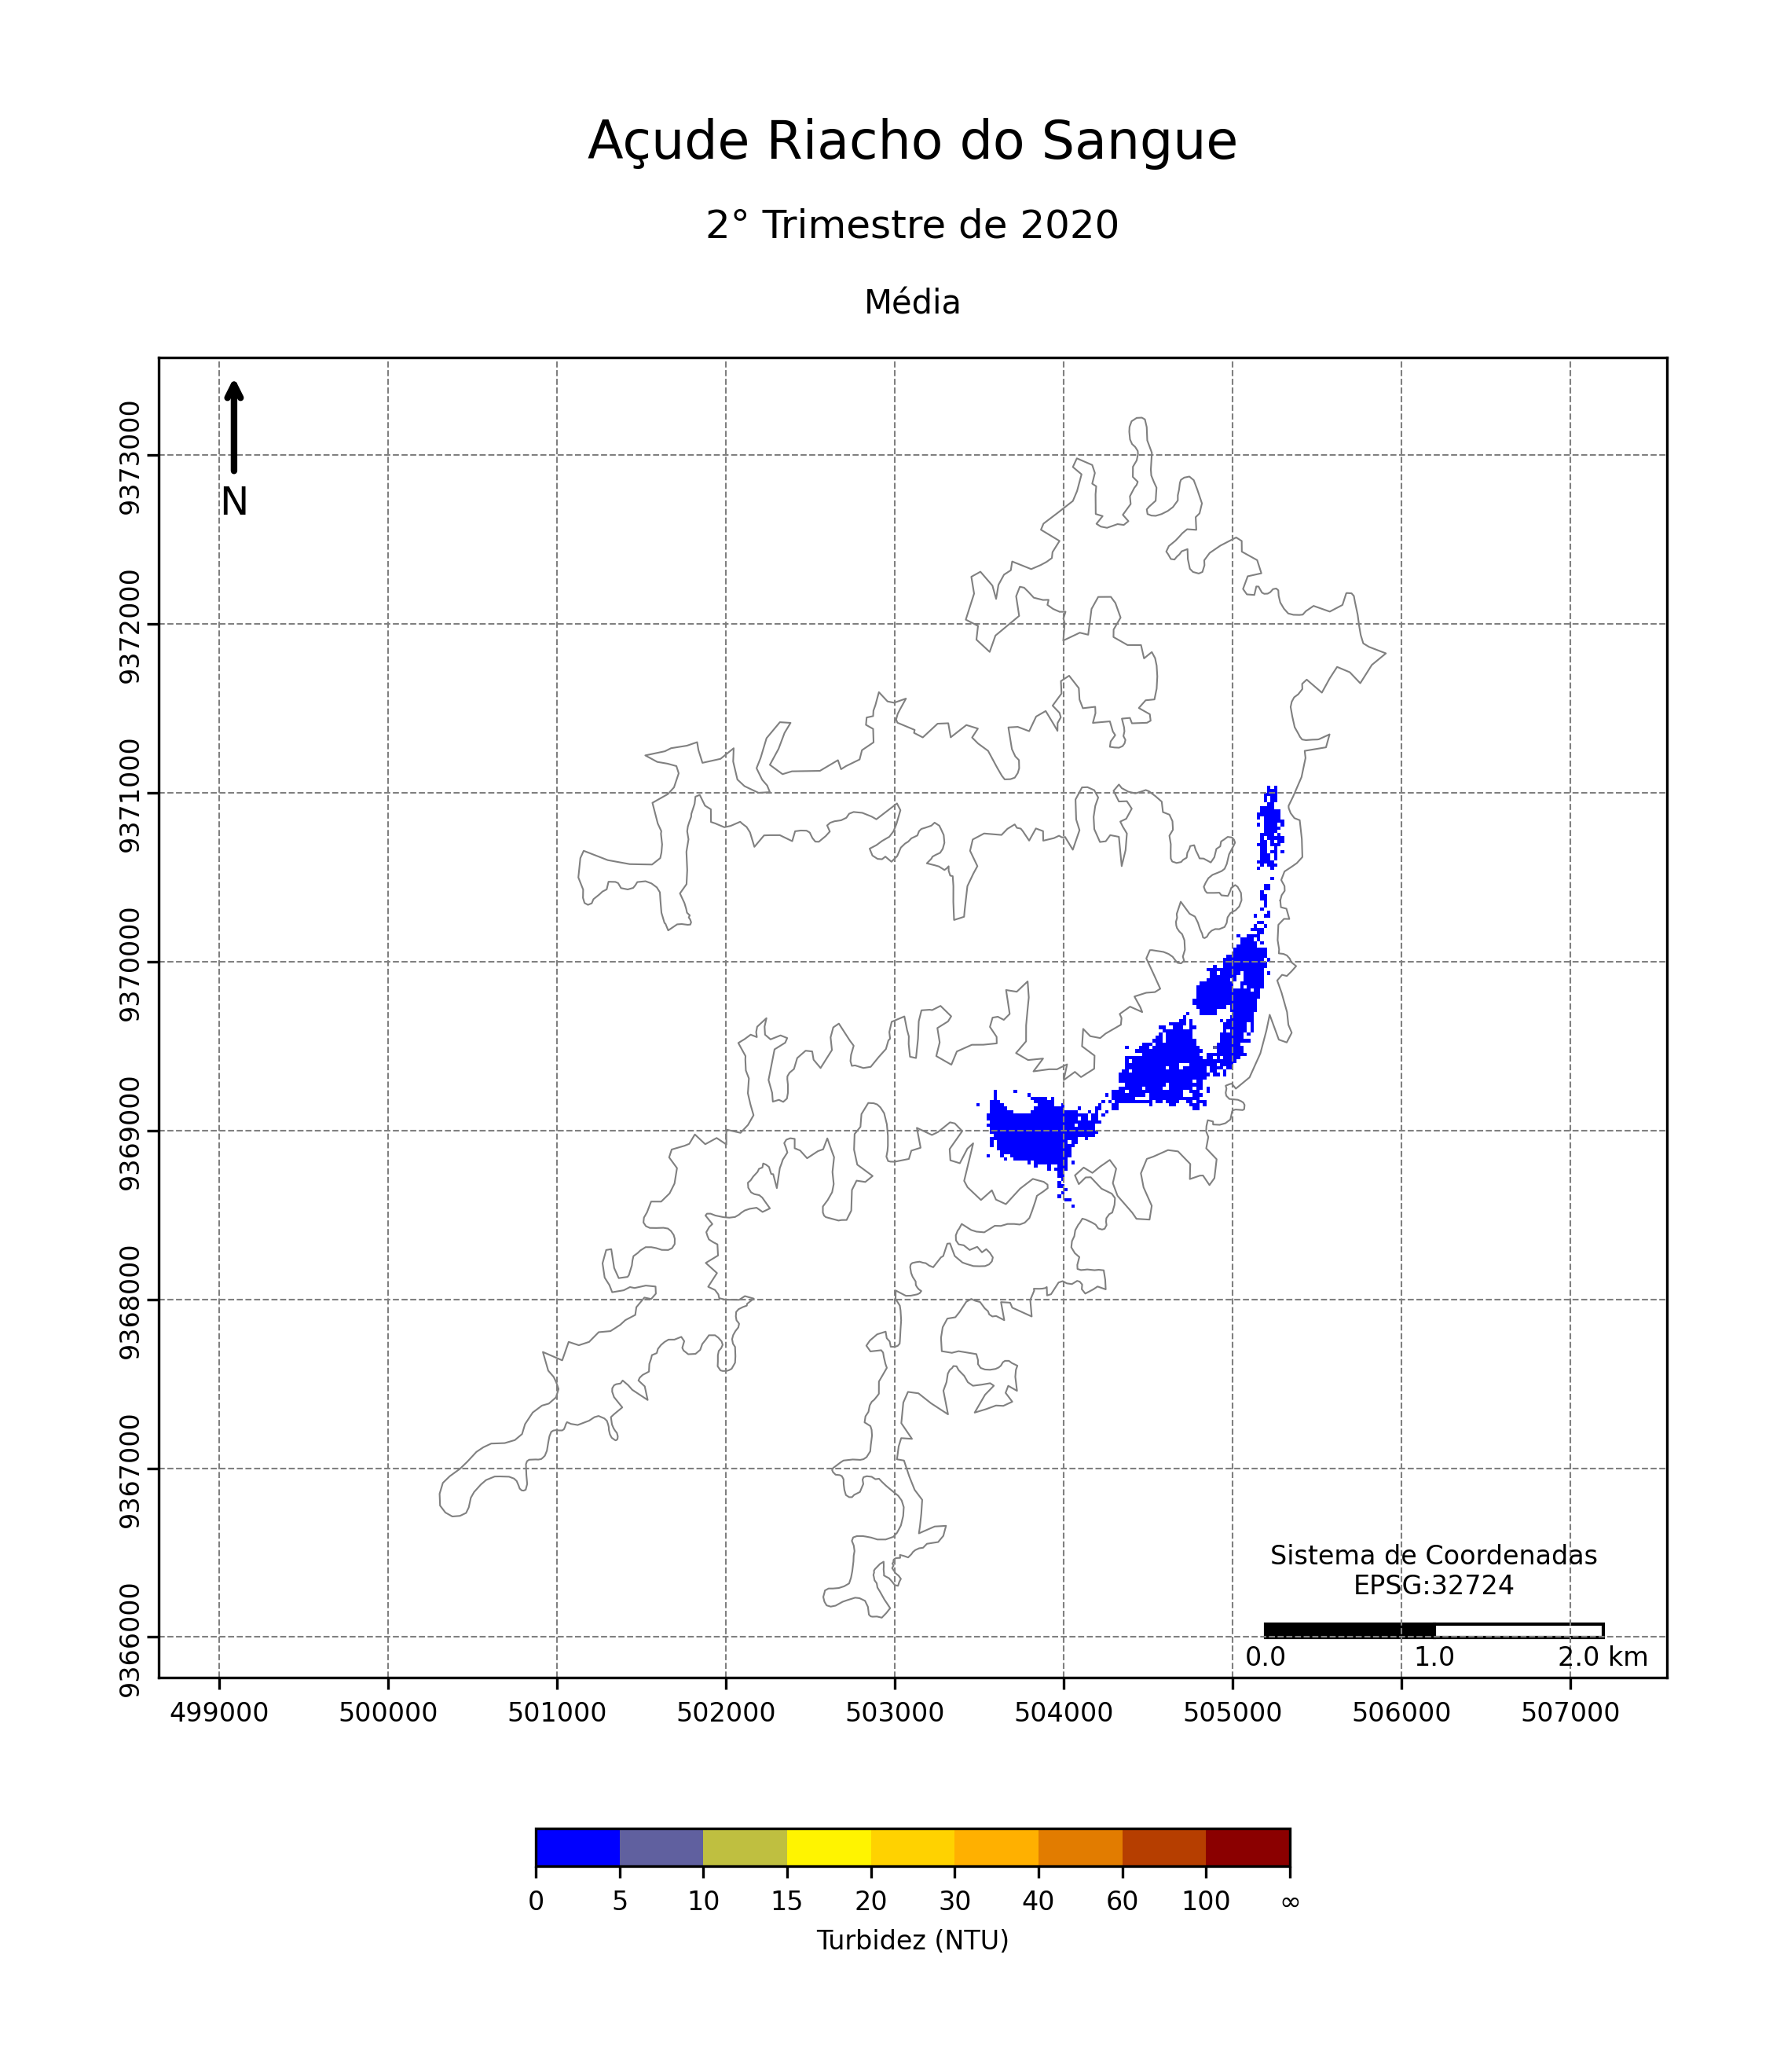 Açude Riacho do Sangue
2° Trimestre de 2020
Média
N
9373000
9372000
9371000
9370000
9369000
9368000
9367000
9366000
Sistema de Coordenadas
EPSG:32724
0.0 1.0 2.0 km
499000 500000 501000 502000 503000 504000 505000 506000 507000
0 5 10 15 20 30 40 60 100 ∞
Turbidez (NTU)